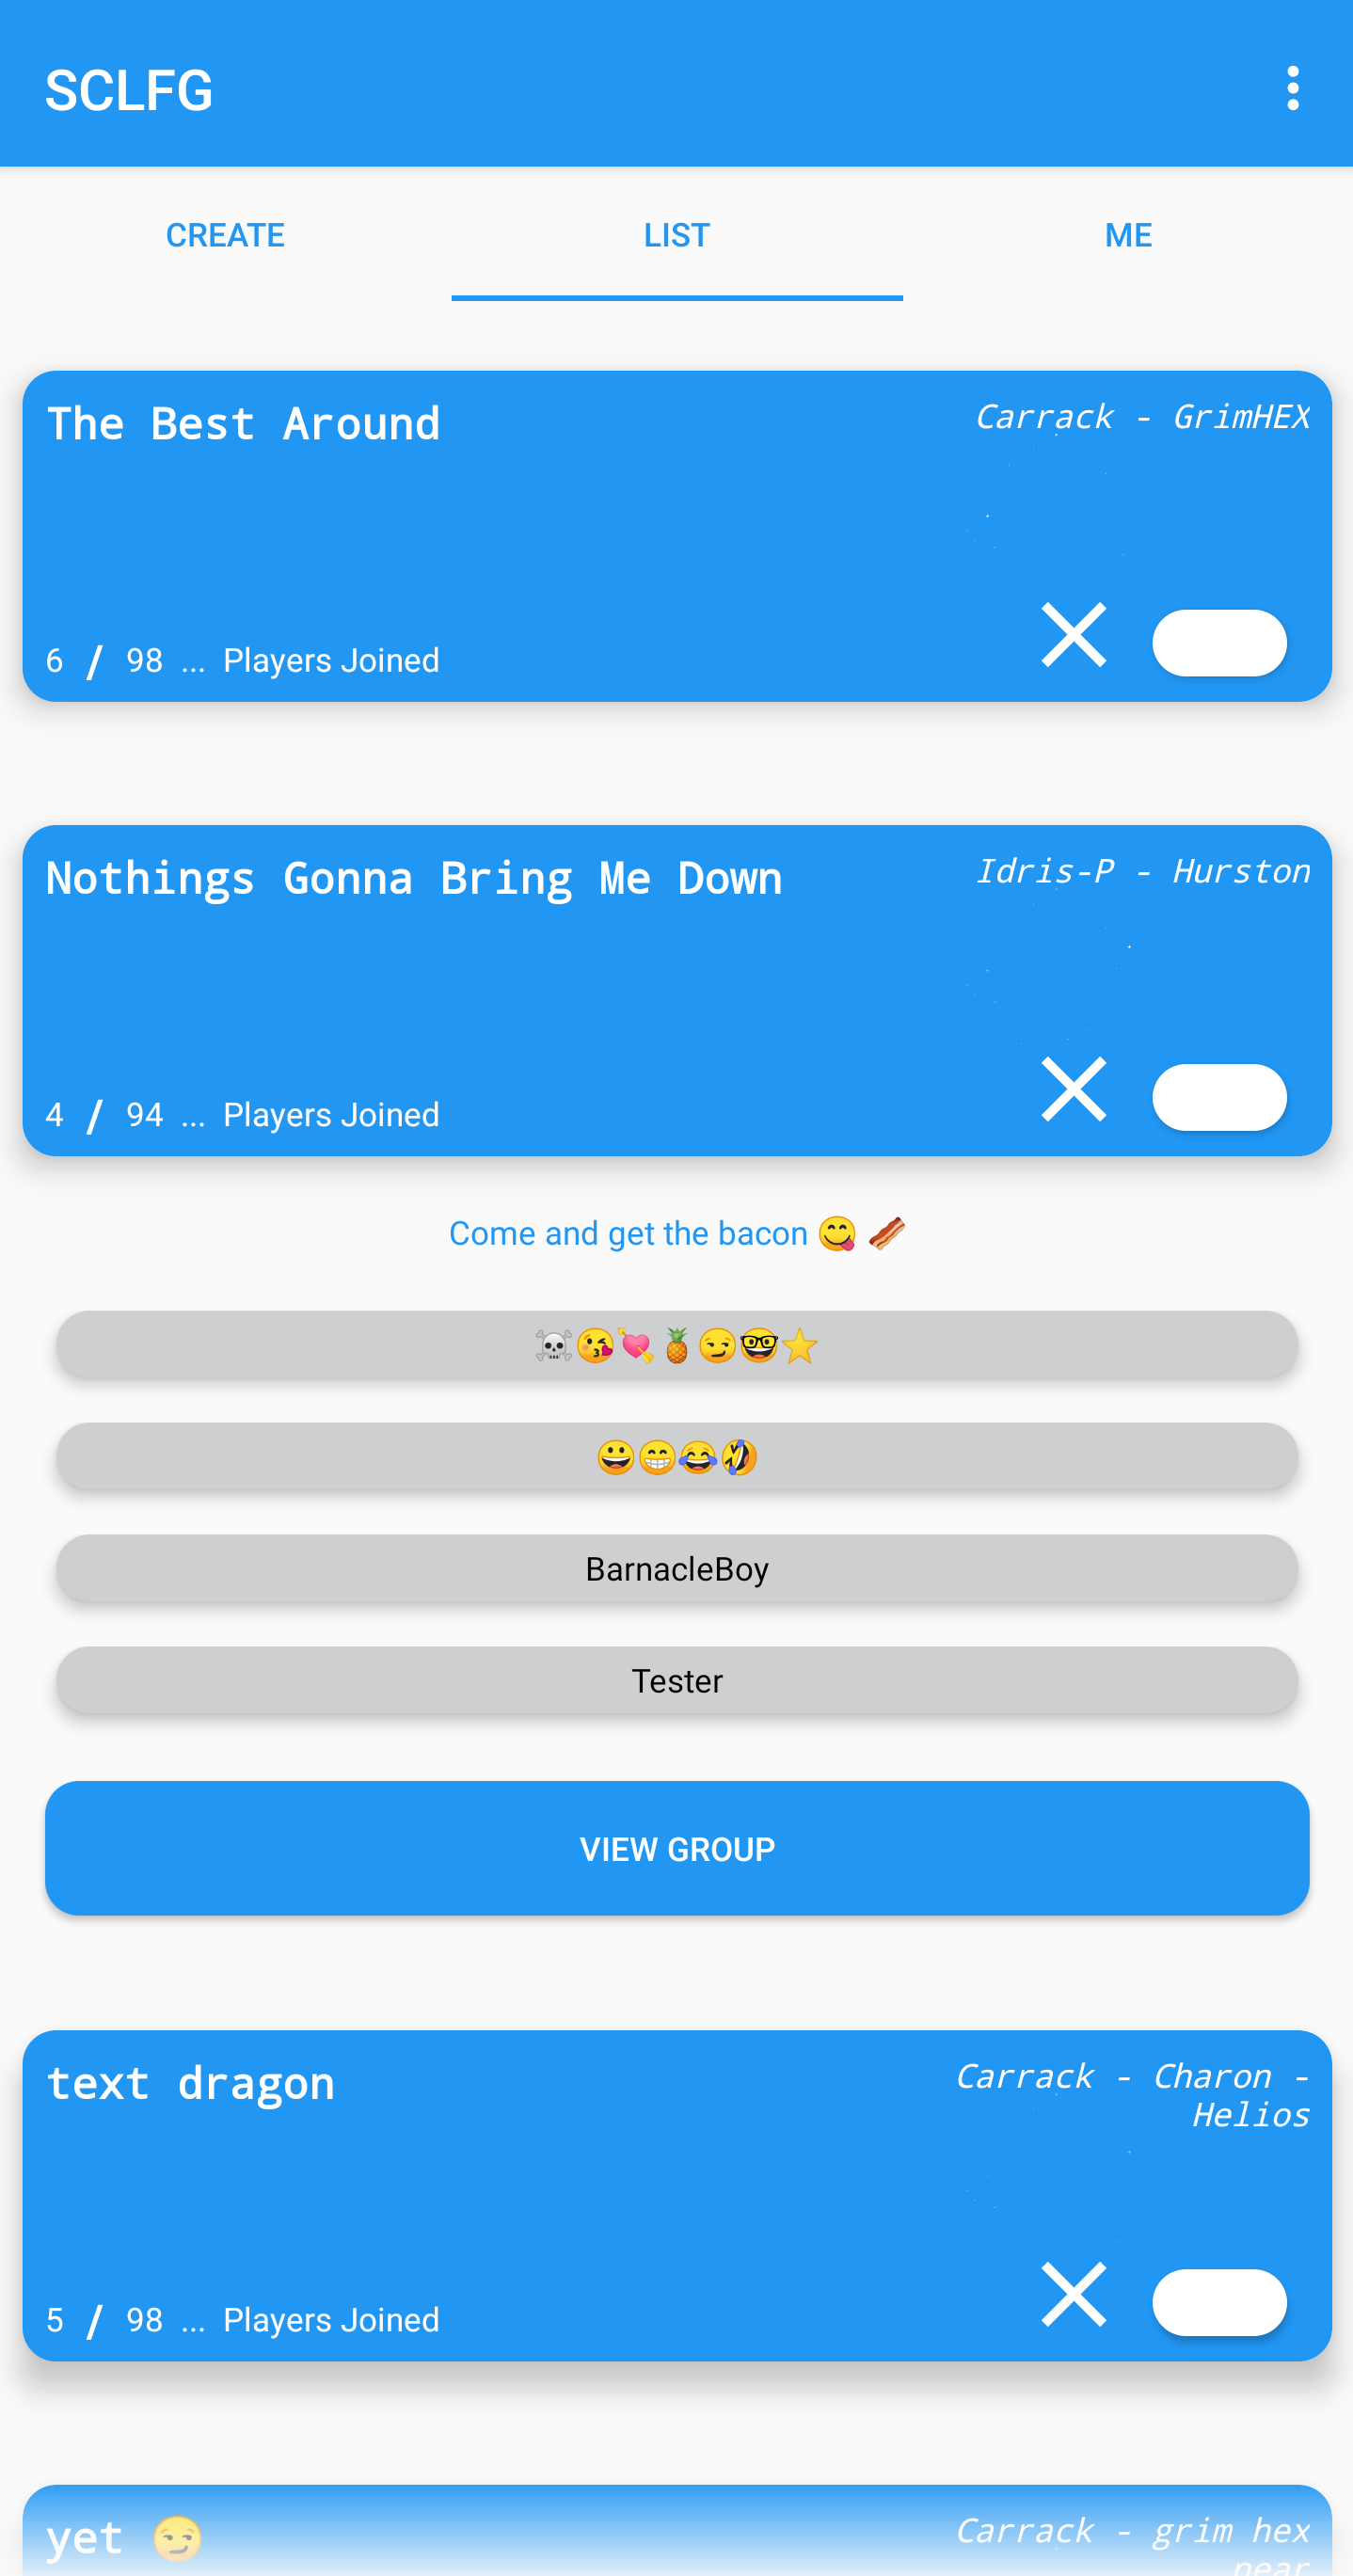 SCLFG
CREATE LIST ME
The Best Around
Carrack - GrimHEX
6 / 98 ... Players Joined
Nothings Gonna Bring Me Down
Idris-P - Hurston
4 / 94 ... Players Joined
Come and get the bacon 😋 🥓
☠️😘💘🍍😏🤓⭐
😀😁😂🤣
BarnacleBoy
Tester
VIEW GROUP
text dragon
Carrack - Charon -
Helios
5 / 98 ... Players Joined
yet 😏
Carrack - grim hex
near